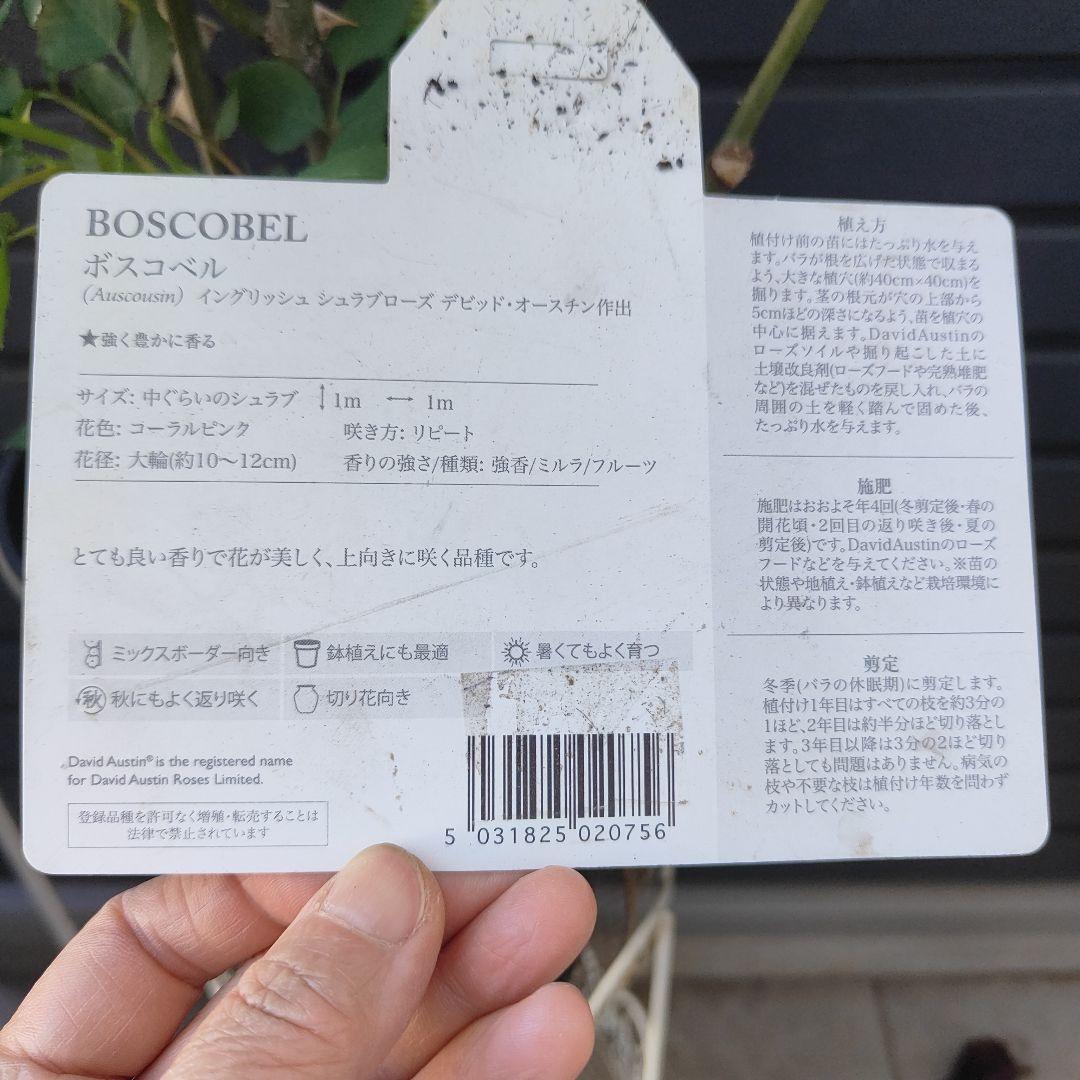 BOSCOBEL
ボスコベル
(Auscousin) イングリッシュ シュラブローズ デビッド・オースチン作出
★強く豊かに香る
サイズ: 中ぐらいのシュラブ ↕1m ↔ 1m
花色: コーラルピンク 咲き方: リピート
花径: 大輪(約10〜12cm) 香りの強さ/種類: 強香/ミルラ/フルーツ
とても良い香りで花が美しく、上向きに咲く品種です。
ミックスボーダー向き 鉢植えにも最適 暑くてもよく育つ
秋 秋にもよく返り咲く 切り花向き
David Austin® is the registered name
for David Austin Roses Limited.
登録品種を許可なく増殖・転売することは
法律で禁止されています
5 031825 020756
植え方
植付け前の苗にはたっぷり水を与え
ます。バラが根を広げた状態で収まる
よう、大きな植穴(約40cm×40cm)を
掘ります。茎の根元が穴の上部から
5cmほどの深さになるよう、苗を植穴の
中心に据えます。DavidAustinの
ローズソイルや掘り起こした土に
土壌改良剤(ローズフードや完熟堆肥
など)を混ぜたものを戻し入れ、バラの
周囲の土を軽く踏んで固めた後、
たっぷり水を与えます。
施肥
施肥はおおよそ年4回(冬剪定後・春の
開花頃・2回目の返り咲き後・夏の
剪定後)です。DavidAustinのローズ
フードなどを与えてください。※苗の
状態や地植え・鉢植えなど栽培環境に
より異なります。
剪定
冬季(バラの休眠期)に剪定します。
植付け1年目はすべての枝を約3分の
1ほど、2年目は約半分ほど切り落とし
ます。3年目以降は3分の2ほど切り
落としても問題はありません。病気の
枝や不要な枝は植付け年数を問わず
カットしてください。